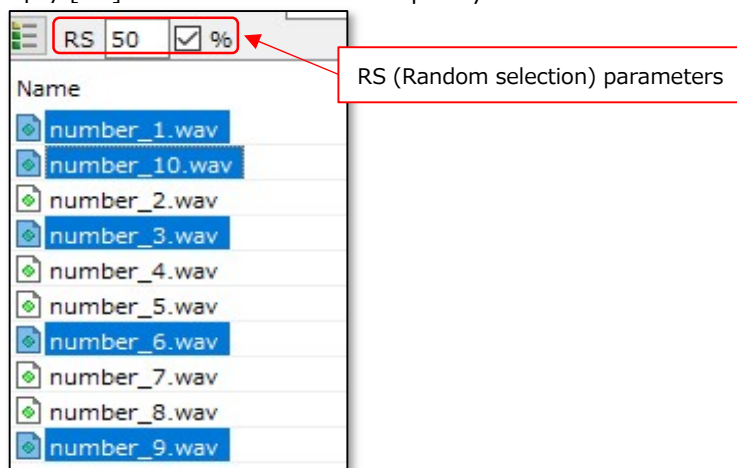 RS 50 %
RS (Random selection) parameters
Name
number_1.wav
number_10.wav
number_2.wav
number_3.wav
number_4.wav
number_5.wav
number_6.wav
number_7.wav
number_8.wav
number_9.wav